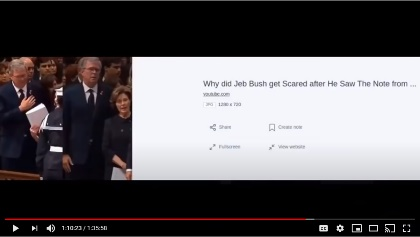 Why did Jeb Bush get Scared after He Saw The Note from ...
youtube.com
1280 x 720
Share
Create note
Fullscreen
View website
1:10:23 / 1:35:58